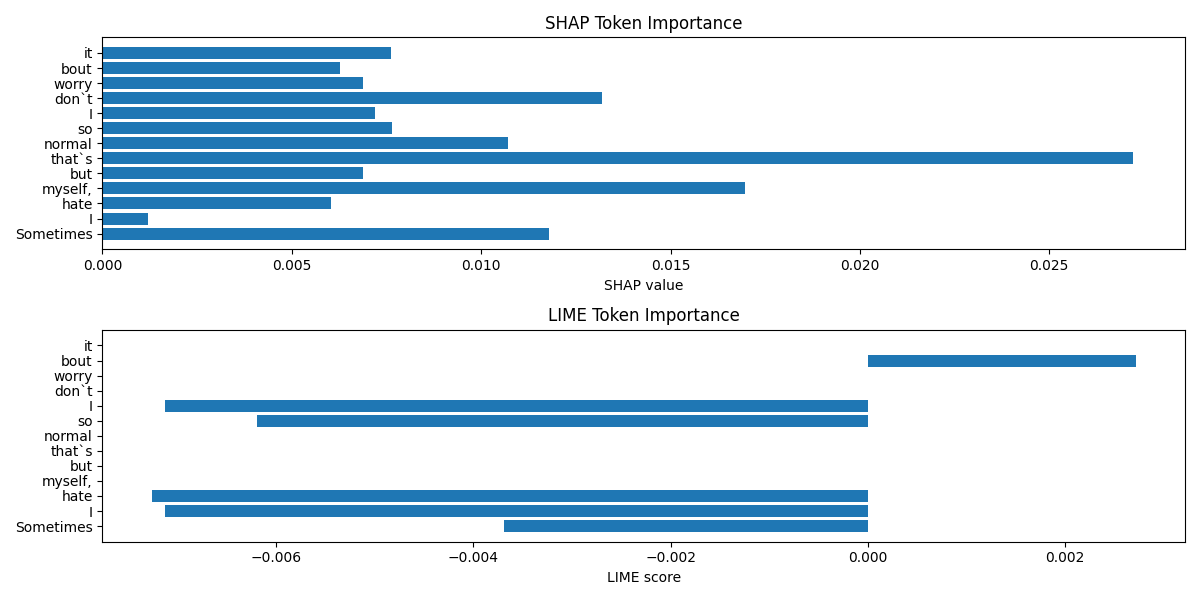 SHAP Token Importance
it
bout
worry
don`t
I
so
normal
that`s
but
myself,
hate
I
Sometimes
0.000 0.005 0.010 0.015 0.020 0.025
SHAP value
LIME Token Importance
it
bout
worry
don`t
I
so
normal
that`s
but
myself,
hate
I
Sometimes
−0.006 −0.004 −0.002 0.000 0.002
LIME score